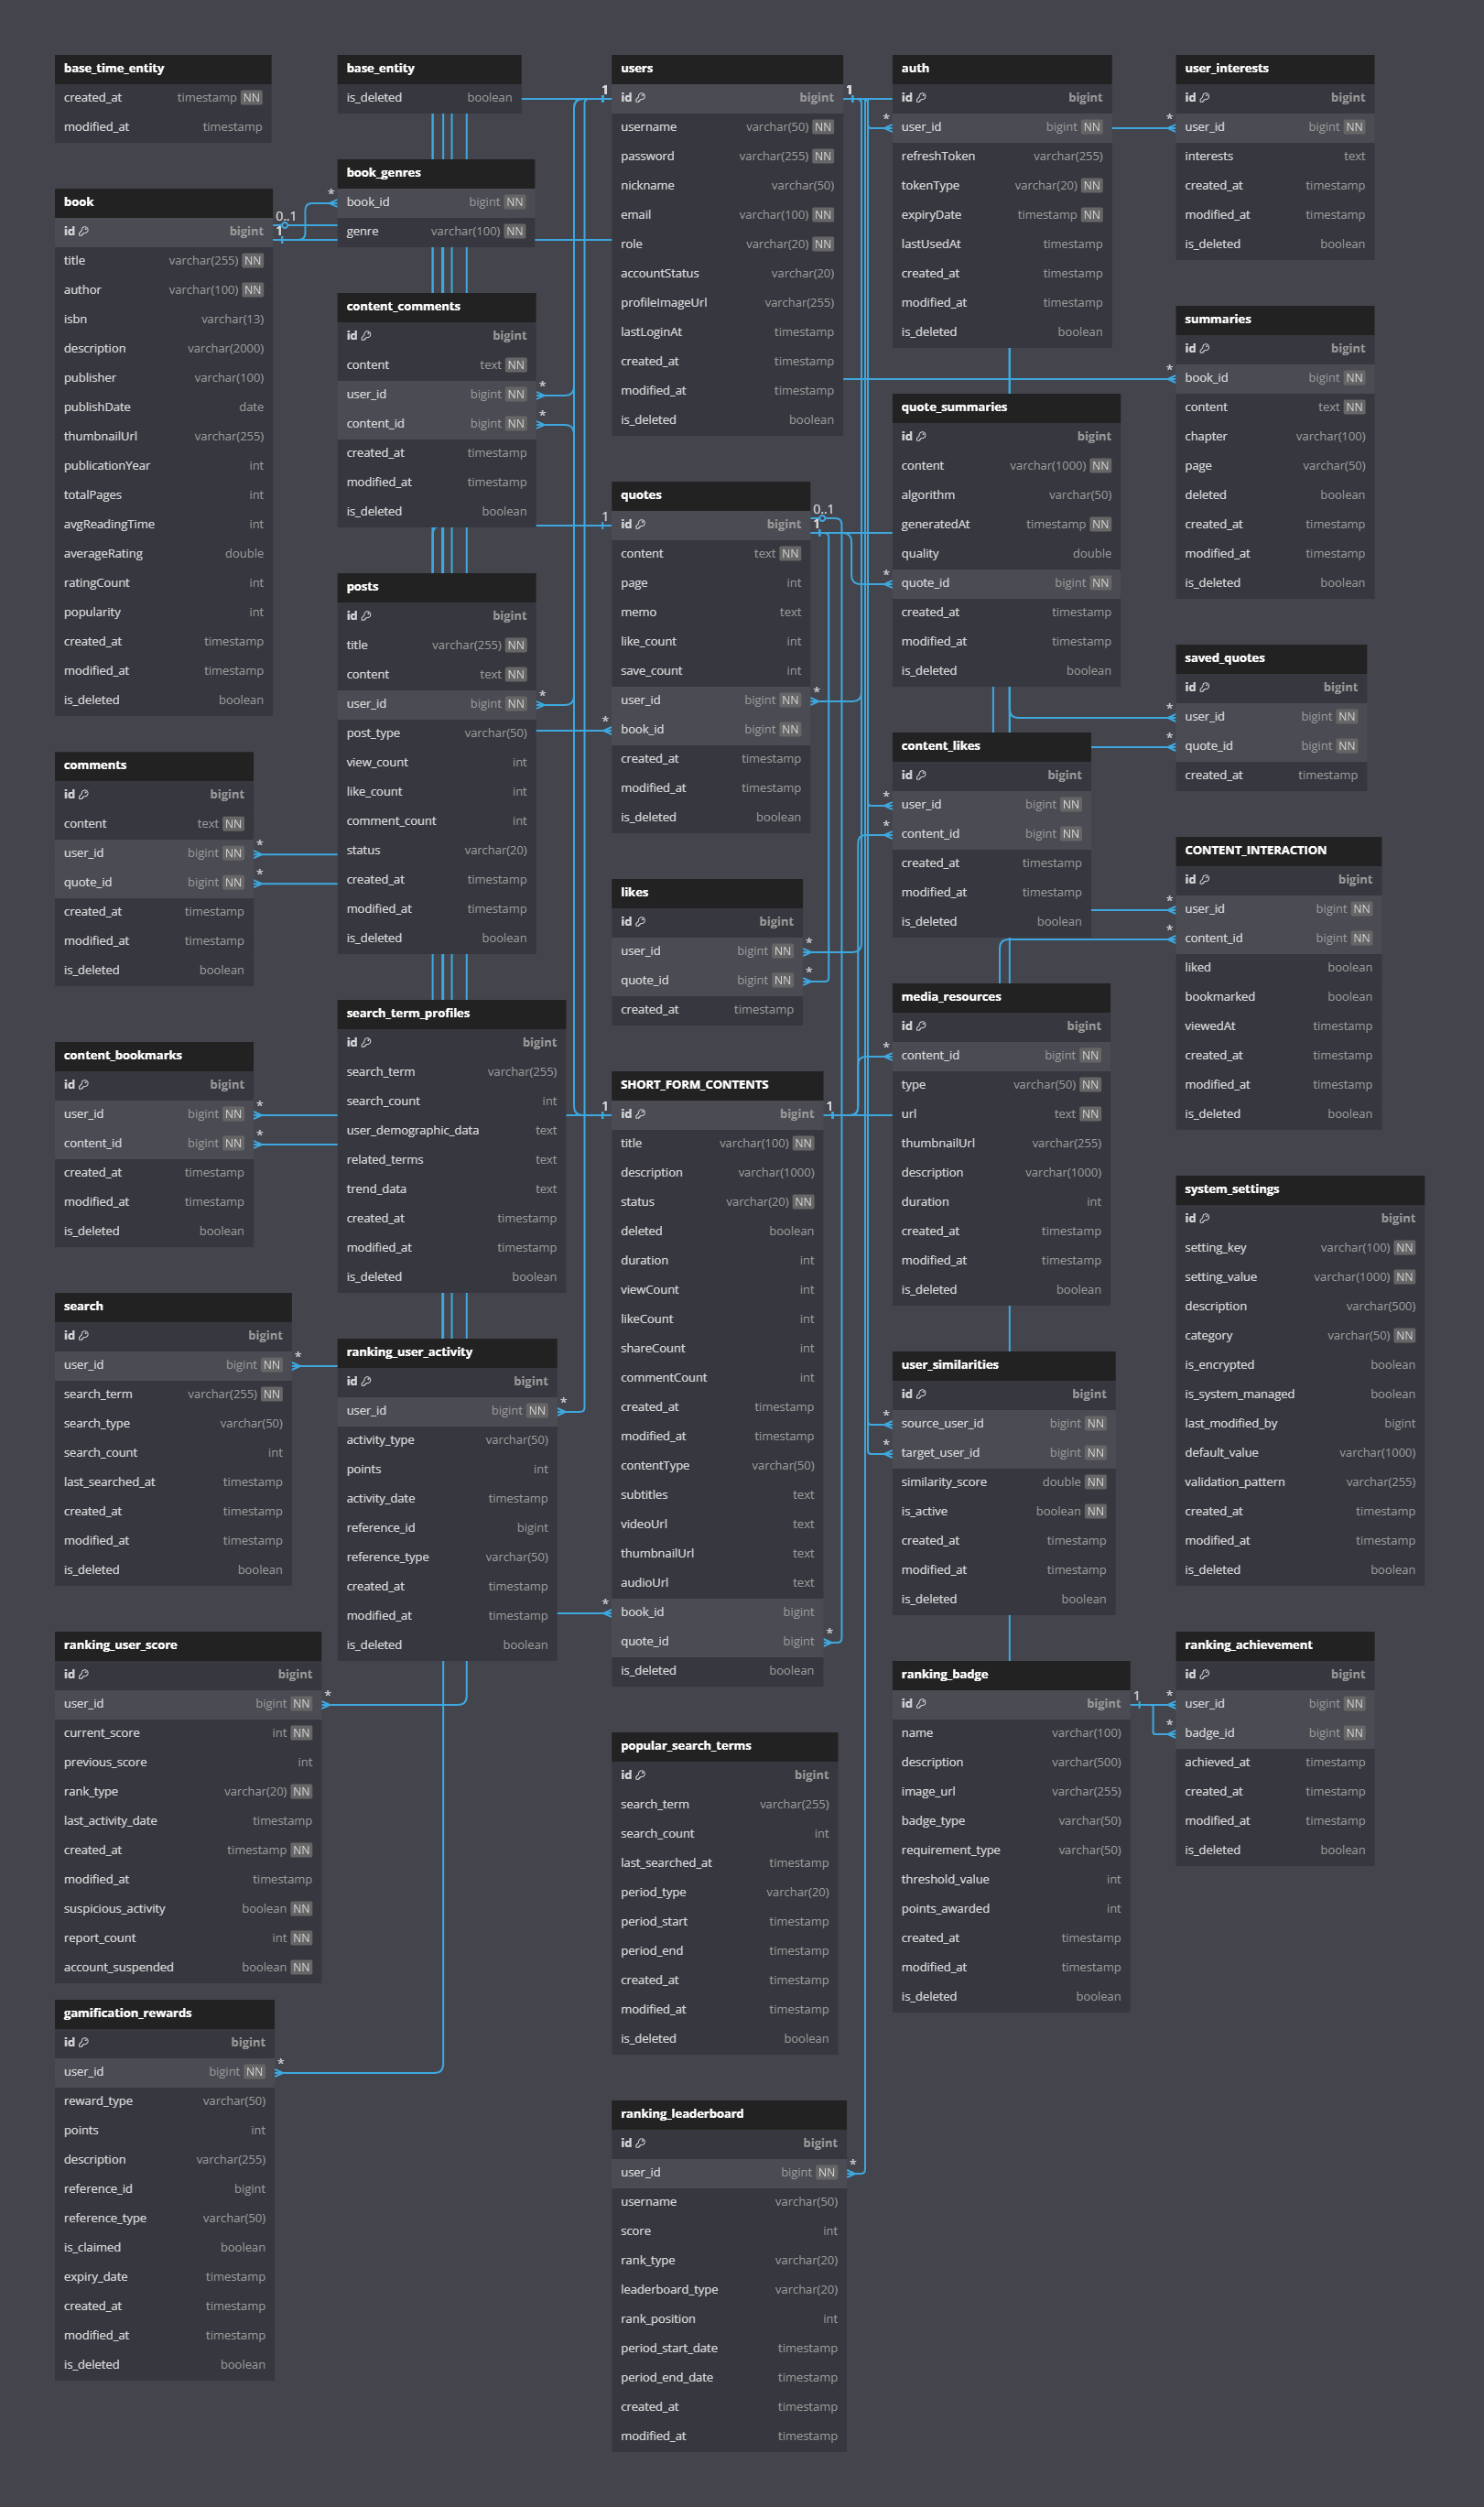 base_time_entity
created_at timestamp NN
modified_at timestamp
base_entity
is_deleted boolean
users
id bigint
username varchar(50) NN
password varchar(255) NN
nickname varchar(50)
email varchar(100) NN
role varchar(20) NN
accountStatus varchar(20)
profileImageUrl varchar(255)
lastLoginAt timestamp
created_at timestamp
modified_at timestamp
is_deleted boolean
1
1
auth
id bigint
* user_id bigint NN
refreshToken varchar(255)
tokenType varchar(20) NN
expiryDate timestamp NN
lastUsedAt timestamp
created_at timestamp
modified_at timestamp
is_deleted boolean
user_interests
id bigint
* user_id bigint NN
interests text
created_at timestamp
modified_at timestamp
is_deleted boolean
book
id bigint
title varchar(255) NN
author varchar(100) NN
isbn varchar(13)
description varchar(2000)
publisher varchar(100)
publishDate date
thumbnailUrl varchar(255)
publicationYear int
totalPages int
avgReadingTime int
averageRating double
ratingCount int
popularity int
created_at timestamp
modified_at timestamp
is_deleted boolean
0..1
1
book_genres
* book_id bigint NN
genre varchar(100) NN
content_comments
id bigint
content text NN
user_id bigint NN *
content_id bigint NN *
created_at timestamp
modified_at timestamp
is_deleted boolean
summaries
id bigint
* book_id bigint NN
content text NN
chapter varchar(100)
page varchar(50)
deleted boolean
created_at timestamp
modified_at timestamp
is_deleted boolean
quote_summaries
id bigint
content varchar(1000) NN
algorithm varchar(50)
generatedAt timestamp NN
quality double
* quote_id bigint NN
created_at timestamp
modified_at timestamp
is_deleted boolean
quotes
1 id bigint 0..1
1
content text NN
page int
memo text
like_count int
save_count int
user_id bigint NN *
* book_id bigint NN
created_at timestamp
modified_at timestamp
is_deleted boolean
posts
id bigint
title varchar(255) NN
content text NN
user_id bigint NN *
post_type varchar(50)
view_count int
like_count int
comment_count int
status varchar(20)
created_at timestamp
modified_at timestamp
is_deleted boolean
saved_quotes
id bigint
* user_id bigint NN
* quote_id bigint NN
created_at timestamp
content_likes
id bigint
* user_id bigint NN
* content_id bigint NN
created_at timestamp
modified_at timestamp
is_deleted boolean
comments
id bigint
content text NN
user_id bigint NN *
quote_id bigint NN *
created_at timestamp
modified_at timestamp
is_deleted boolean
CONTENT_INTERACTION
id bigint
* user_id bigint NN
* content_id bigint NN
liked boolean
bookmarked boolean
viewedAt timestamp
created_at timestamp
modified_at timestamp
is_deleted boolean
likes
id bigint
user_id bigint NN *
quote_id bigint NN *
created_at timestamp
media_resources
id bigint
* content_id bigint NN
type varchar(50) NN
url text NN
thumbnailUrl varchar(255)
description varchar(1000)
duration int
created_at timestamp
modified_at timestamp
is_deleted boolean
search_term_profiles
id bigint
search_term varchar(255)
search_count int
user_demographic_data text
related_terms text
trend_data text
created_at timestamp
modified_at timestamp
is_deleted boolean
content_bookmarks
id bigint
user_id bigint NN *
content_id bigint NN *
created_at timestamp
modified_at timestamp
is_deleted boolean
SHORT_FORM_CONTENTS
1 id bigint 1
title varchar(100) NN
description varchar(1000)
status varchar(20) NN
deleted boolean
duration int
viewCount int
likeCount int
shareCount int
commentCount int
created_at timestamp
modified_at timestamp
contentType varchar(50)
subtitles text
videoUrl text
thumbnailUrl text
audioUrl text
* book_id bigint
quote_id bigint *
is_deleted boolean
system_settings
id bigint
setting_key varchar(100) NN
setting_value varchar(1000) NN
description varchar(500)
category varchar(50) NN
is_encrypted boolean
is_system_managed boolean
last_modified_by bigint
default_value varchar(1000)
validation_pattern varchar(255)
created_at timestamp
modified_at timestamp
is_deleted boolean
search
id bigint
user_id bigint NN *
search_term varchar(255) NN
search_type varchar(50)
search_count int
last_searched_at timestamp
created_at timestamp
modified_at timestamp
is_deleted boolean
ranking_user_activity
id bigint
user_id bigint NN *
activity_type varchar(50)
points int
activity_date timestamp
reference_id bigint
reference_type varchar(50)
created_at timestamp
modified_at timestamp
is_deleted boolean
user_similarities
id bigint
* source_user_id bigint NN
* target_user_id bigint NN
similarity_score double NN
is_active boolean NN
created_at timestamp
modified_at timestamp
is_deleted boolean
ranking_user_score
id bigint
user_id bigint NN *
current_score int NN
previous_score int
rank_type varchar(20) NN
last_activity_date timestamp
created_at timestamp NN
modified_at timestamp
suspicious_activity boolean NN
report_count int NN
account_suspended boolean NN
ranking_badge
id bigint 1
name varchar(100)
description varchar(500)
image_url varchar(255)
badge_type varchar(50)
requirement_type varchar(50)
threshold_value int
points_awarded int
created_at timestamp
modified_at timestamp
is_deleted boolean
ranking_achievement
id bigint
* user_id bigint NN
* badge_id bigint NN
achieved_at timestamp
created_at timestamp
modified_at timestamp
is_deleted boolean
popular_search_terms
id bigint
search_term varchar(255)
search_count int
last_searched_at timestamp
period_type varchar(20)
period_start timestamp
period_end timestamp
created_at timestamp
modified_at timestamp
is_deleted boolean
gamification_rewards
id bigint
user_id bigint NN *
reward_type varchar(50)
points int
description varchar(255)
reference_id bigint
reference_type varchar(50)
is_claimed boolean
expiry_date timestamp
created_at timestamp
modified_at timestamp
is_deleted boolean
ranking_leaderboard
id bigint
user_id bigint NN *
username varchar(50)
score int
rank_type varchar(20)
leaderboard_type varchar(20)
rank_position int
period_start_date timestamp
period_end_date timestamp
created_at timestamp
modified_at timestamp